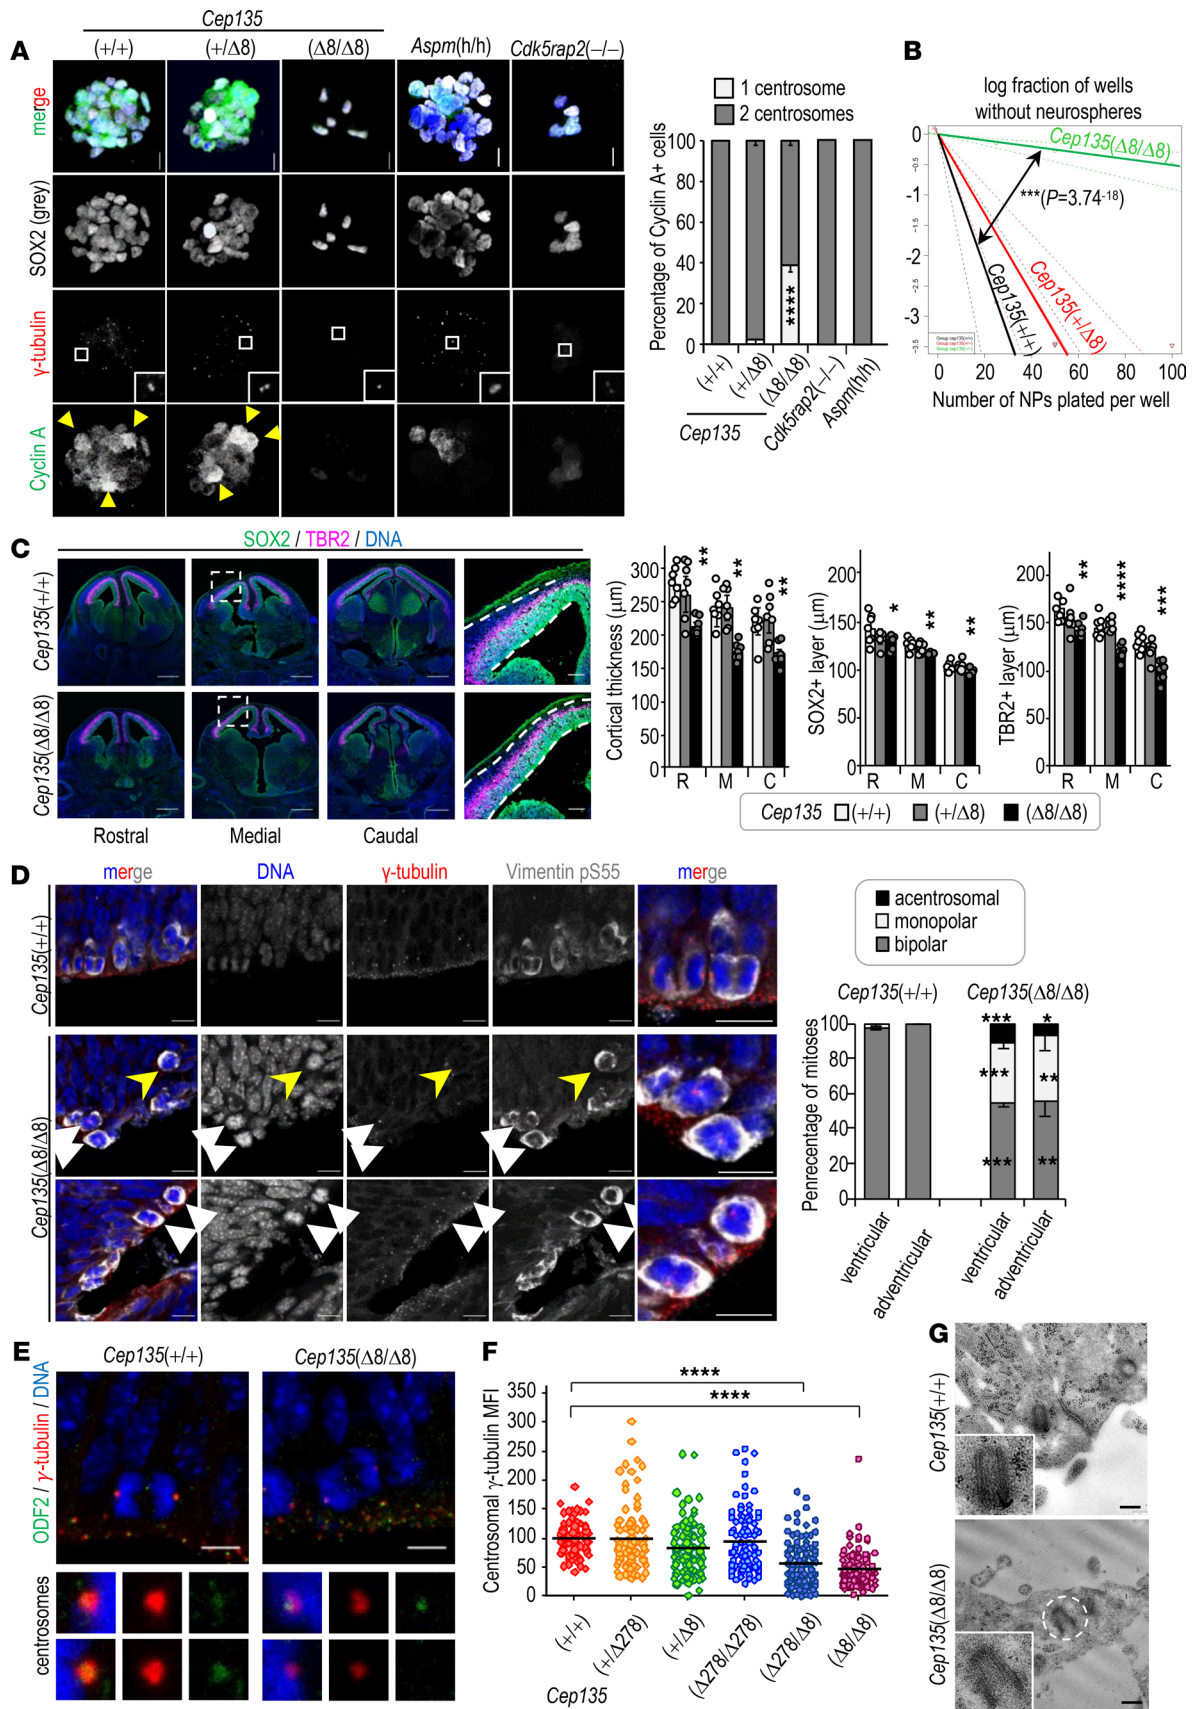 A
Cep135
(+/+)
(+/Δ8)
(Δ8/Δ8)
Aspm(h/h)
Cdk5rap2(−/−)
merge
SOX2 (grey)
γ-tubulin
Cyclin A
1 centrosome
2 centrosomes
Percentage of Cyclin A+ cells
100
80
60
40
20
0
****
(+/+)
(+/Δ8)
(Δ8/Δ8)
Cdk5rap2(−/−)
Aspm(h/h)
Cep135
B
log fraction of wells
without neurospheres
Cep135(Δ8/Δ8)
***(P=3.74-18)
Cep135(+/Δ8)
Cep135(+/+)
0
-0.5
-1
-1.5
-2
-2.5
-3
-3.5
0
20
40
60
80
100
Number of NPs plated per well
C
SOX2 / TBR2 / DNA
Cep135(+/+)
Cep135(Δ8/Δ8)
Rostral
Medial
Caudal
Cortical thickness (μm)
300
250
200
150
100
50
0
** ** **
R M C
SOX2+ layer (μm)
200
150
100
50
0
* ** **
R M C
TBR2+ layer (μm)
200
150
100
50
0
** **** ***
R M C
Cep135 (+/+) (+/Δ8) (Δ8/Δ8)
D
merge
DNA
γ-tubulin
Vimentin pS55
merge
Cep135(+/+)
Cep135(Δ8/Δ8)
acentrosomal
monopolar
bipolar
Cep135(+/+)
Cep135(Δ8/Δ8)
Penrecentage of mitoses
100
80
60
40
20
0
*** *
*** **
*** **
ventricular
adventricular
ventricular
adventricular
E
Cep135(+/+)
Cep135(Δ8/Δ8)
ODF2 / γ-tubulin / DNA
centrosomes
F
****
****
Centrosomal γ-tubulin MFI
350
300
250
200
150
100
50
0
(+/+)
(+/Δ278)
(+/Δ8)
(Δ278/Δ278)
(Δ278/Δ8)
(Δ8/Δ8)
Cep135
G
Cep135(+/+)
Cep135(Δ8/Δ8)